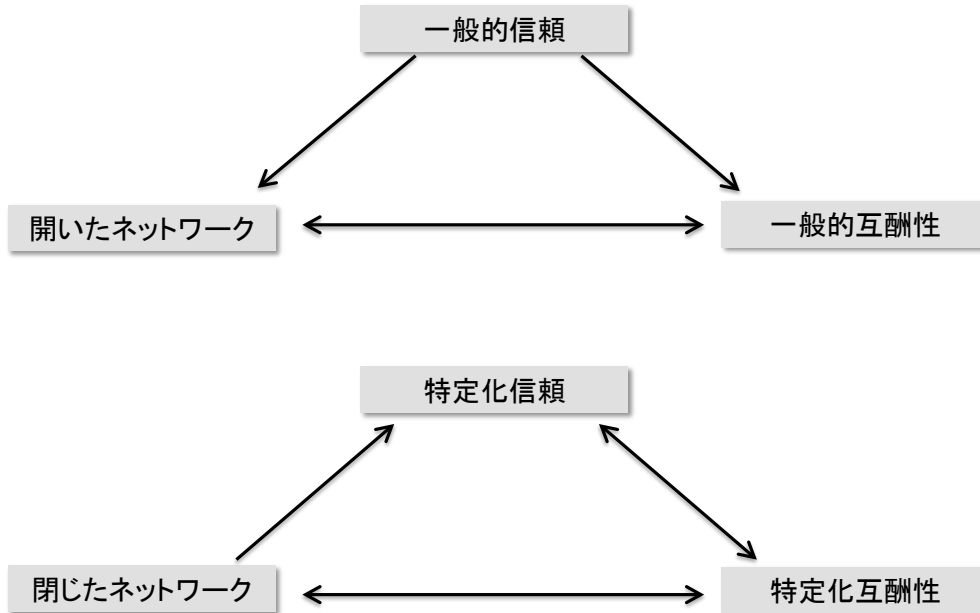 一般的信頼
開いたネットワーク
一般的互酬性
特定化信頼
閉じたネットワーク
特定化互酬性